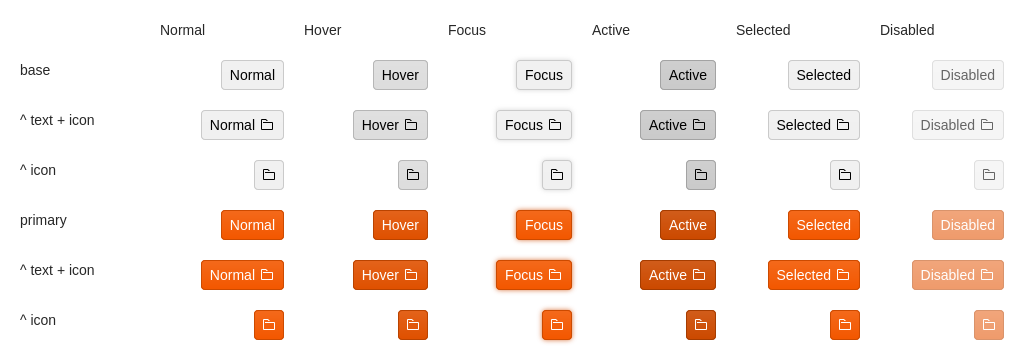 Normal Hover Focus Active Selected Disabled
base Normal Hover Focus Active Selected Disabled
^ text + icon Normal Hover Focus Active Selected Disabled
^ icon
primary Normal Hover Focus Active Selected Disabled
^ text + icon Normal Hover Focus Active Selected Disabled
^ icon